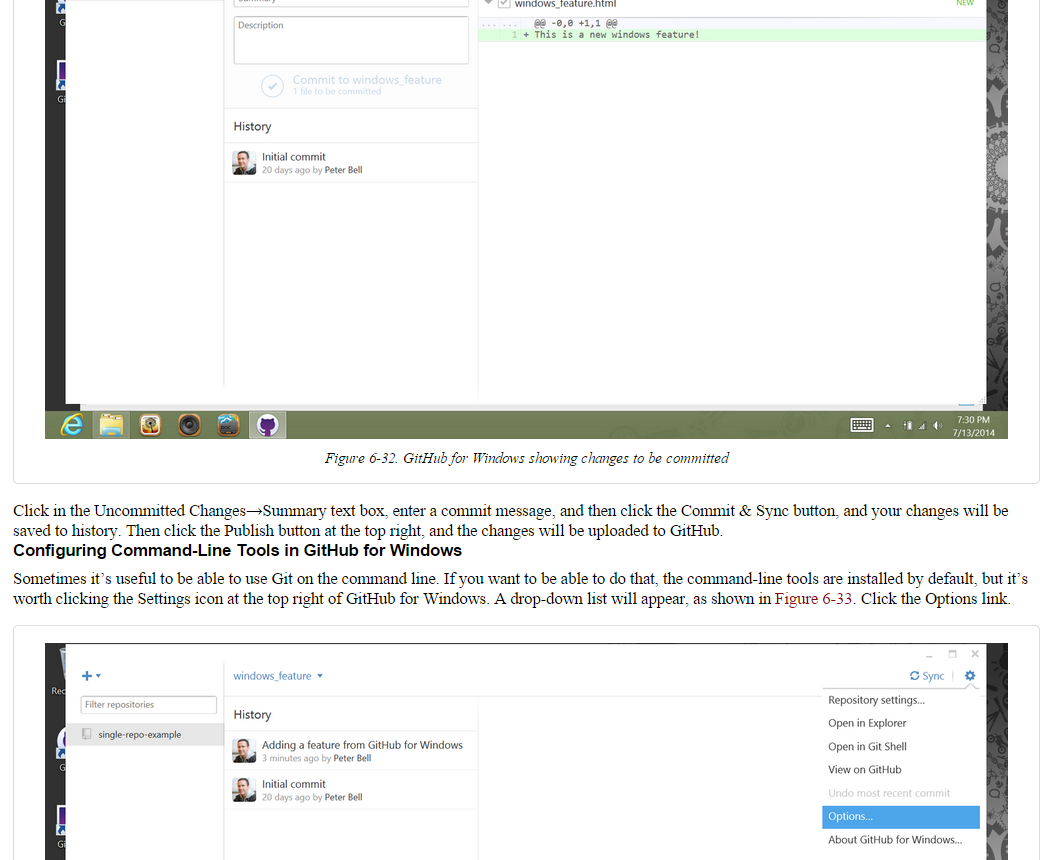 windows_feature.html
NEW
Description
... ... @@ -0,0 +1,1 @@
1 + This is a new windows feature!
Commit to windows_feature
1 file to be committed
History
Initial commit
20 days ago by Peter Bell
7:30 PM
7/13/2014
Figure 6-32. GitHub for Windows showing changes to be committed
Click in the Uncommitted Changes→Summary text box, enter a commit message, and then click the Commit & Sync button, and your changes will be
saved to history. Then click the Publish button at the top right, and the changes will be uploaded to GitHub.
Configuring Command-Line Tools in GitHub for Windows
Sometimes it’s useful to be able to use Git on the command line. If you want to be able to do that, the command-line tools are installed by default, but it’s
worth clicking the Settings icon at the top right of GitHub for Windows. A drop-down list will appear, as shown in Figure 6-33. Click the Options link.
windows_feature
Sync
Filter repositories
single-repo-example
History
Adding a feature from GitHub for Windows
3 minutes ago by Peter Bell
Initial commit
20 days ago by Peter Bell
Repository settings...
Open in Explorer
Open in Git Shell
View on GitHub
Undo most recent commit
Options...
About GitHub for Windows...